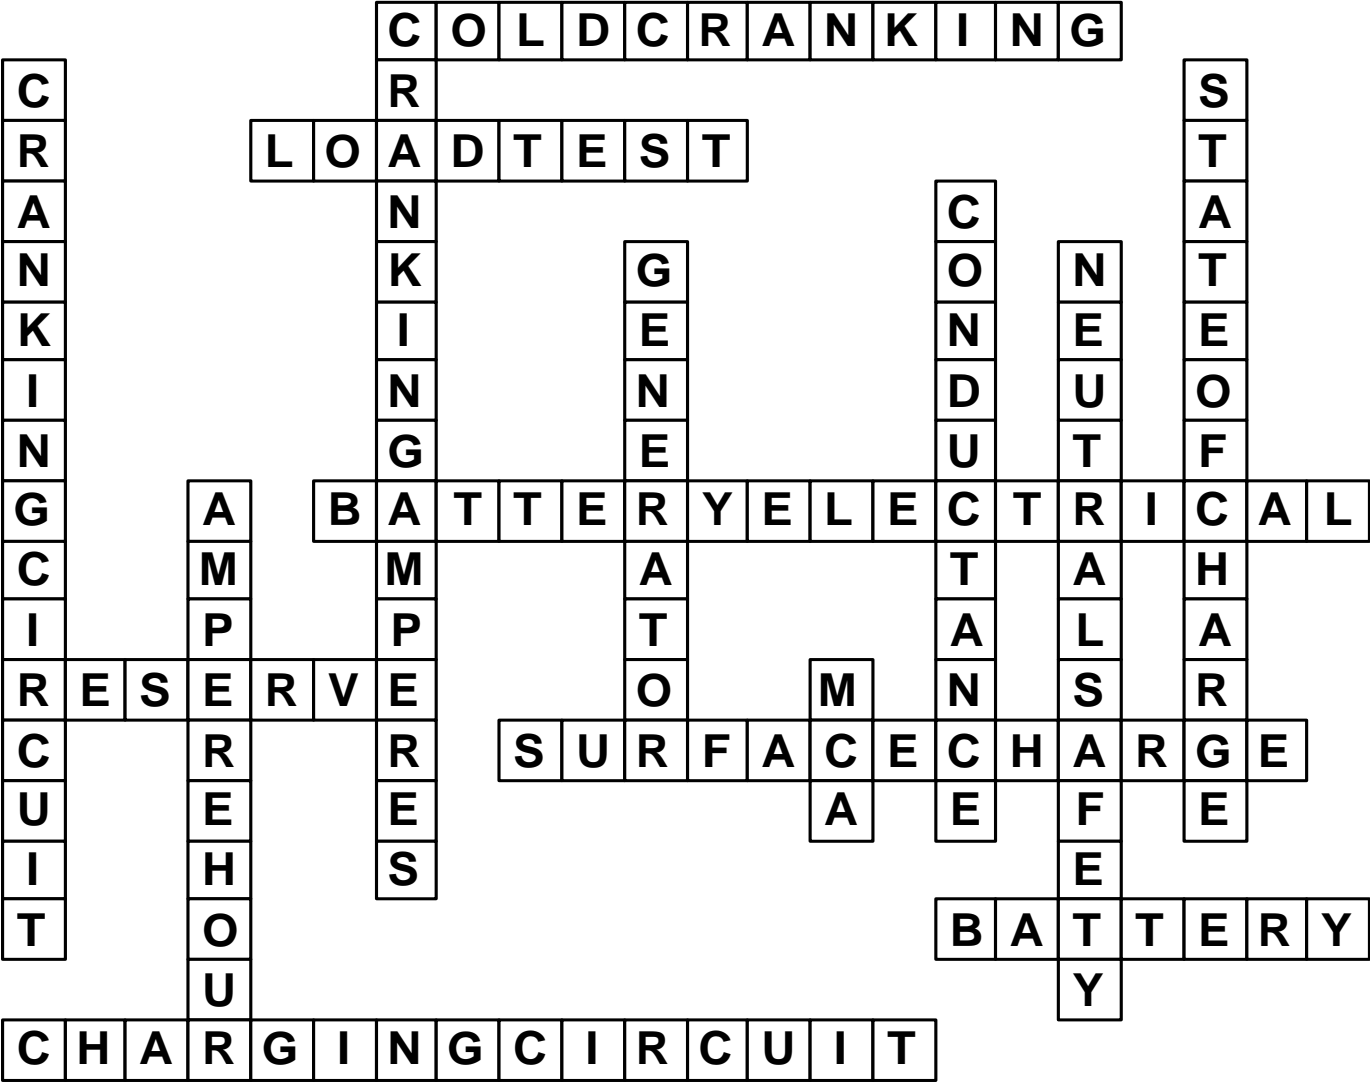 COLDCRANKING
CRANKINGAMPERES
CRANKINGCIRCUIT
STATEOFCHARGE
LOADTEST
CONDUCTANCE
GENERATOR
NEUTRALSAFETY
AMPEREHOUR
BATTERYELECTRICAL
RESERVE
MCA
SURFACECHARGE
BATTERY
CHARGINGCIRCUIT